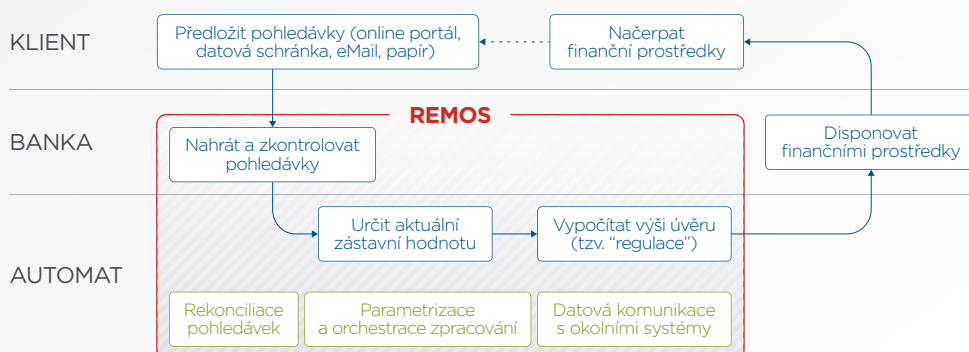 KLIENT
Předložit pohledávky (online portál,
datová schránka, eMail, papír)
Načerpat
finanční prostředky
REMOS
BANKA
Nahrát a zkontrolovat
pohledávky
Disponovat
finančními prostředky
Určit aktuální
zástavní hodnotu
Vypočítat výši úvěru
(tzv. “regulace”)
AUTOMAT
Rekonciliace
pohledávek
Parametrizace
a orchestrace zpracování
Datová komunikace
s okolními systémy